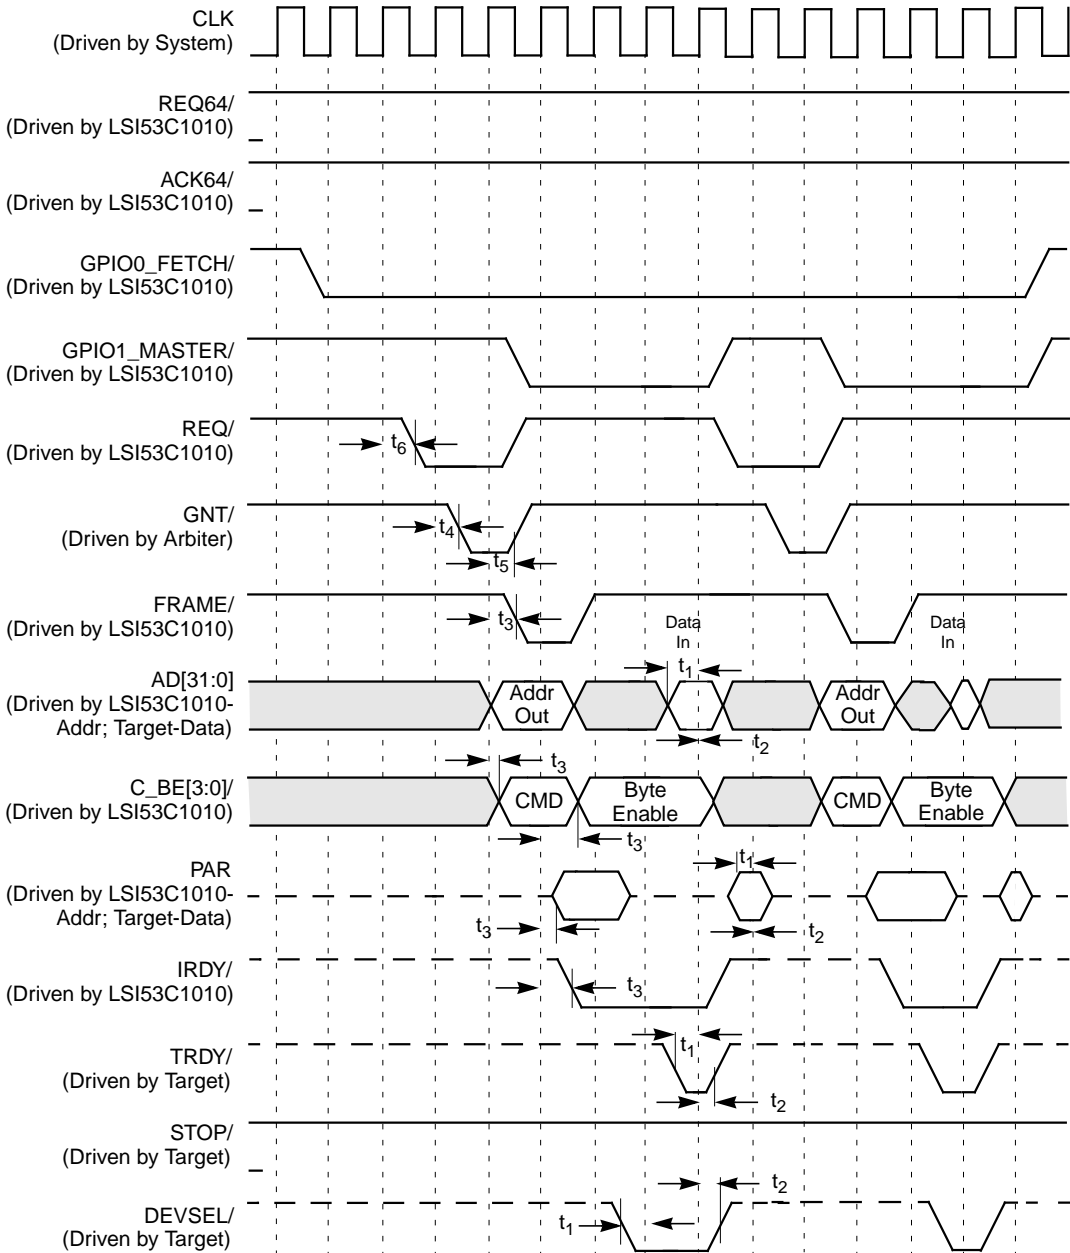 CLK
(Driven by System)
REQ64/
(Driven by LSI53C1010)
ACK64/
(Driven by LSI53C1010)
GPIO0_FETCH/
(Driven by LSI53C1010)
GPIO1_MASTER/
(Driven by LSI53C1010)
REQ/
(Driven by LSI53C1010)
t6
GNT/
(Driven by Arbiter)
t4
t5
FRAME/
(Driven by LSI53C1010)
t3
Data
In
Data
In
AD[31:0]
(Driven by LSI53C1010-
Addr; Target-Data)
t1
Addr
Out
Addr
Out
t2
C_BE[3:0]/
(Driven by LSI53C1010)
t3
CMD
Byte
Enable
CMD
Byte
Enable
t3
PAR
(Driven by LSI53C1010-
Addr; Target-Data)
t1
t3
t2
IRDY/
(Driven by LSI53C1010)
t3
TRDY/
(Driven by Target)
t1
t2
STOP/
(Driven by Target)
t2
DEVSEL/
(Driven by Target)
t1